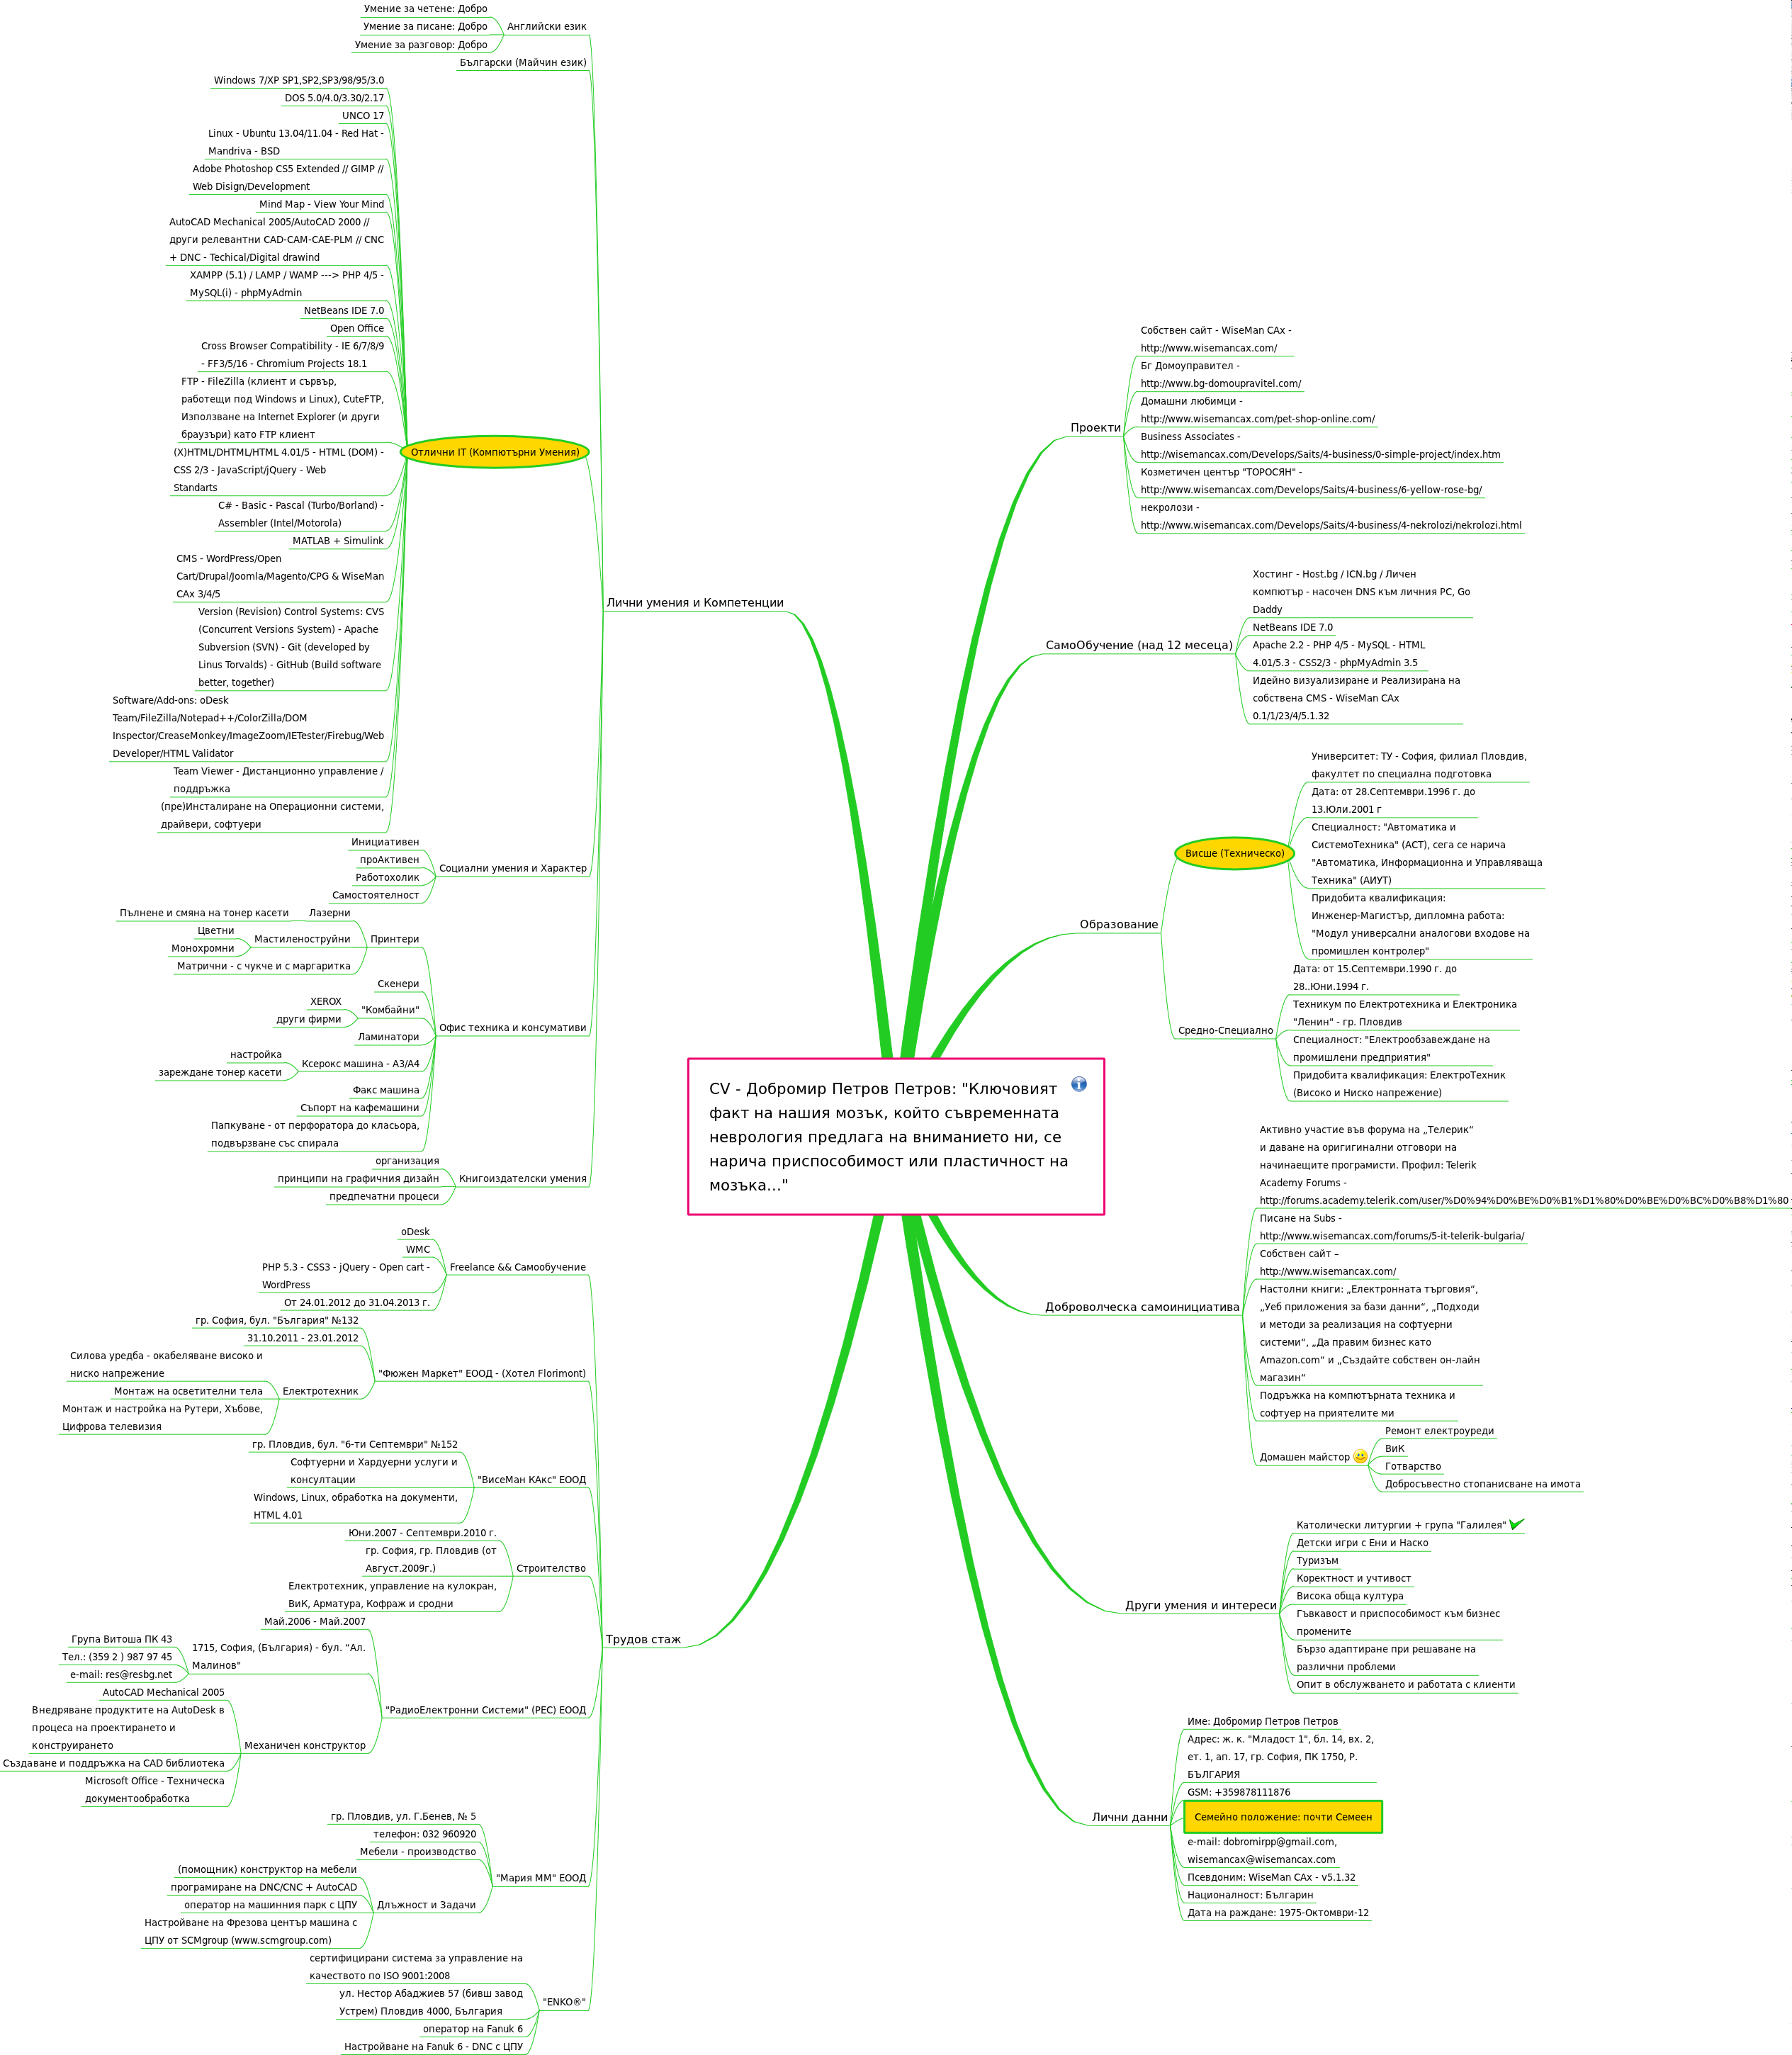 CV - Добромир Петров Петров: "Ключовият
факт на нашия мозък, който съвременната
неврология предлага на вниманието ни, се
нарича приспособимост или пластичност на
мозъка..."
Лични умения и Компетенции
Английски език
Умение за четене: Добро
Умение за писане: Добро
Умение за разговор: Добро
Български (Майчин език)
Отлични IT (Компютърни Умения)
Windows 7/XP SP1,SP2,SP3/98/95/3.0
DOS 5.0/4.0/3.30/2.17
UNCO 17
Linux - Ubuntu 13.04/11.04 - Red Hat -
Mandriva - BSD
Adobe Photoshop CS5 Extended // GIMP //
Web Disign/Development
Mind Map - View Your Mind
AutoCAD Mechanical 2005/AutoCAD 2000 //
други релевантни CAD-CAM-CAE-PLM // CNC
+ DNC - Techical/Digital drawind
XAMPP (5.1) / LAMP / WAMP ---> PHP 4/5 -
MySQL(i) - phpMyAdmin
NetBeans IDE 7.0
Open Office
Cross Browser Compatibility - IE 6/7/8/9
- FF3/5/16 - Chromium Projects 18.1
FTP - FileZilla (клиент и сървър,
работещи под Windows и Linux), CuteFTP,
Използване на Internet Explorer (и други
браузъри) като FTP клиент
(X)HTML/DHTML/HTML 4.01/5 - HTML (DOM) -
CSS 2/3 - JavaScript/jQuery - Web
Standarts
C# - Basic - Pascal (Turbo/Borland) -
Assembler (Intel/Motorola)
MATLAB + Simulink
CMS - WordPress/Open
Cart/Drupal/Joomla/Magento/CPG & WiseMan
CAx 3/4/5
Version (Revision) Control Systems: CVS
(Concurrent Versions System) - Apache
Subversion (SVN) - Git (developed by
Linus Torvalds) - GitHub (Build software
better, together)
Software/Add-ons: oDesk
Team/FileZilla/Notepad++/ColorZilla/DOM
Inspector/CreaseMonkey/ImageZoom/IETester/Firebug/Web
Developer/HTML Validator
Team Viewer - Дистанционно управление /
поддръжка
(пре)Инсталиране на Операционни системи,
драйвери, софтуери
Социални умения и Характер
Инициативен
проАктивен
Работохолик
Самостоятелност
Офис техника и консумативи
Принтери
Лазерни
Пълнене и смяна на тонер касети
Мастиленоструйни
Цветни
Монохромни
Матрични - с чукче и с маргаритка
Скенери
"Комбайни"
XEROX
други фирми
Ламинатори
Ксерокс машина - А3/А4
настройка
зареждане тонер касети
Факс машина
Съпорт на кафемашини
Папкуване - от перфоратора до класьора,
подвързване със спирала
Книгоиздателски умения
организация
принципи на графичния дизайн
предпечатни процеси
Трудов стаж
Freelance && Самообучение
oDesk
WMC
PHP 5.3 - CSS3 - jQuery - Open cart -
WordPress
От 24.01.2012 до 31.04.2013 г.
"Фюжен Маркет" ЕООД - (Хотел Florimont)
гр. София, бул. "България" №132
31.10.2011 - 23.01.2012
Електротехник
Силова уредба - окабеляване високо и
ниско напрежение
Монтаж на осветителни тела
Монтаж и настройка на Рутери, Хъбове,
Цифрова телевизия
"ВисеМан КАкс" ЕООД
гр. Пловдив, бул. "6-ти Септември" №152
Софтуерни и Хардуерни услуги и
консултации
Windows, Linux, обработка на документи,
HTML 4.01
Строителство
Юни.2007 - Септември.2010 г.
гр. София, гр. Пловдив (от
Август.2009г.)
Електротехник, управление на кулокран,
ВиК, Арматура, Кофраж и сродни
"РадиоЕлектронни Системи" (РЕС) ЕООД
Май.2006 - Май.2007
1715, София, (България) - бул. “Ал.
Малинов"
Група Витоша ПК 43
Тел.: (359 2 ) 987 97 45
e-mail: res@resbg.net
Механичен конструктор
AutoCAD Mechanical 2005
Внедряване продуктите на AutoDesk в
процеса на проектирането и
конструирането
Създаване и поддръжка на CAD библиотека
Microsoft Office - Техническа
документообработка
"Мария ММ" ЕООД
гр. Пловдив, ул. Г.Бенев, № 5
телефон: 032 960920
Мебели - производство
Длъжност и Задачи
(помощник) конструктор на мебели
програмиране на DNC/CNC + AutoCAD
оператор на машинния парк с ЦПУ
Настройване на Фрезова център машина с
ЦПУ от SCMgroup (www.scmgroup.com)
"ENKO®"
сертифицирани система за управление на
качеството по ISO 9001:2008
ул. Нестор Абаджиев 57 (бивш завод
Устрем) Пловдив 4000, България
оператор на Fanuk 6
Настройване на Fanuk 6 - DNC с ЦПУ
Проекти
Собствен сайт - WiseMan CAx -
http://www.wisemancax.com/
Бг Домоуправител -
http://www.bg-domoupravitel.com/
Домашни любимци -
http://www.wisemancax.com/pet-shop-online.com/
Business Associates -
http://wisemancax.com/Develops/Saits/4-business/0-simple-project/index.htm
Козметичен център "ТОРОСЯН" -
http://www.wisemancax.com/Develops/Saits/4-business/6-yellow-rose-bg/
некролози -
http://www.wisemancax.com/Develops/Saits/4-business/4-nekrolozi/nekrolozi.html
СамоОбучение (над 12 месеца)
Хостинг - Host.bg / ICN.bg / Личен
компютър - насочен DNS към личния PC, Go
Daddy
NetBeans IDE 7.0
Apache 2.2 - PHP 4/5 - MySQL - HTML
4.01/5.3 - CSS2/3 - phpMyAdmin 3.5
Идейно визуализиране и Реализирана на
собствена CMS - WiseMan CAx
0.1/1/23/4/5.1.32
Образование
Висше (Техническо)
Университет: ТУ - София, филиал Пловдив,
факултет по специална подготовка
Дата: от 28.Септември.1996 г. до
13.Юли.2001 г
Специалност: "Автоматика и
СистемоТехника" (АСТ), сега се нарича
"Автоматика, Информационна и Управляваща
Техника" (АИУТ)
Придобита квалификация:
Инженер-Магистър, дипломна работа:
"Модул универсални аналогови входове на
промишлен контролер"
Средно-Специално
Дата: от 15.Септември.1990 г. до
28..Юни.1994 г.
Техникум по Електротехника и Електроника
"Ленин" - гр. Пловдив
Специалност: "Електрообзавеждане на
промишлени предприятия"
Придобита квалификация: ЕлектроТехник
(Високо и Ниско напрежение)
Доброволческа самоинициатива
Активно участие във форума на „Телерик“
и даване на оригигинални отговори на
начинаещите програмисти. Профил: Telerik
Academy Forums -
http://forums.academy.telerik.com/user/%D0%94%D0%BE%D0%B1%D1%80%D0%BE%D0%BC%D0%B8%D1%80
Писане на Subs -
http://www.wisemancax.com/forums/5-it-telerik-bulgaria/
Собствен сайт –
http://www.wisemancax.com/
Настолни книги: „Електронната търговия“,
„Уеб приложения за бази данни“, „Подходи
и методи за реализация на софтуерни
системи“, „Да правим бизнес като
Amazon.com“ и „Създайте собствен он-лайн
магазин“
Подръжка на компютърната техника и
софтуер на приятелите ми
Домашен майстор
Ремонт електроуреди
ВиК
Готварство
Добросъвестно стопанисване на имота
Други умения и интереси
Католически литургии + група "Галилея"
Детски игри с Ени и Наско
Туризъм
Коректност и учтивост
Висока обща култура
Гъвкавост и приспособимост към бизнес
промените
Бързо адаптиране при решаване на
различни проблеми
Опит в обслужването и работата с клиенти
Лични данни
Име: Добромир Петров Петров
Адрес: ж. к. "Младост 1", бл. 14, вх. 2,
ет. 1, ап. 17, гр. София, ПК 1750, Р.
БЪЛГАРИЯ
GSM: +359878111876
Семейно положение: почти Семеен
e-mail: dobromirpp@gmail.com,
wisemancax@wisemancax.com
Псевдоним: WiseMan CAx - v5.1.32
Националност: Българин
Дата на раждане: 1975-Октомври-12